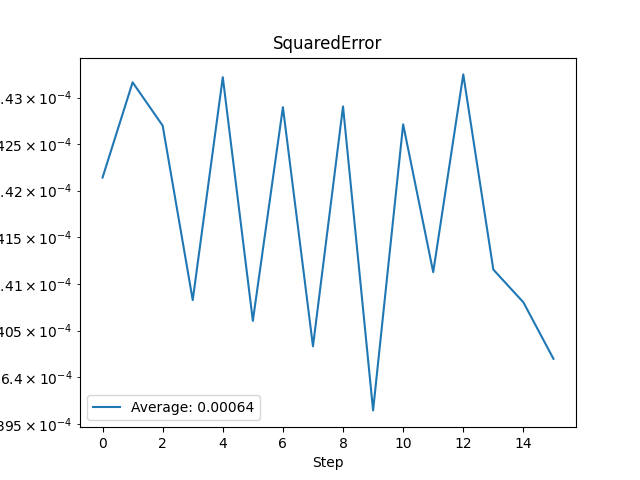 SquaredError
.43 × 10⁻⁴
425 × 10⁻⁴
.42 × 10⁻⁴
415 × 10⁻⁴
.41 × 10⁻⁴
405 × 10⁻⁴
6.4 × 10⁻⁴
395 × 10⁻⁴
Average: 0.00064
0 2 4 6 8 10 12 14
Step